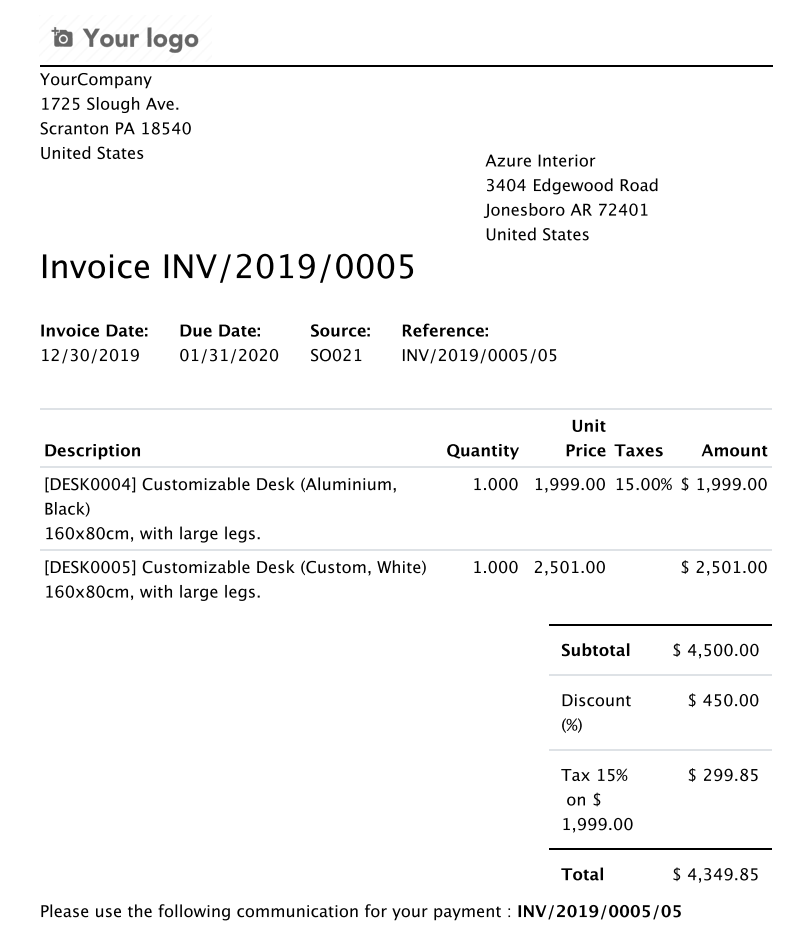 Your logo
YourCompany
1725 Slough Ave.
Scranton PA 18540
United States
Azure Interior
3404 Edgewood Road
Jonesboro AR 72401
United States
Invoice INV/2019/0005
Invoice Date: Due Date: Source: Reference:
12/30/2019 01/31/2020 SO021 INV/2019/0005/05
Unit
Description Quantity Price Taxes Amount
[DESK0004] Customizable Desk (Aluminium, 1.000 1,999.00 15.00% $ 1,999.00
Black)
160x80cm, with large legs.
[DESK0005] Customizable Desk (Custom, White) 1.000 2,501.00 $ 2,501.00
160x80cm, with large legs.
Subtotal $ 4,500.00
Discount $ 450.00
(%)
Tax 15% $ 299.85
on $
1,999.00
Total $ 4,349.85
Please use the following communication for your payment : INV/2019/0005/05